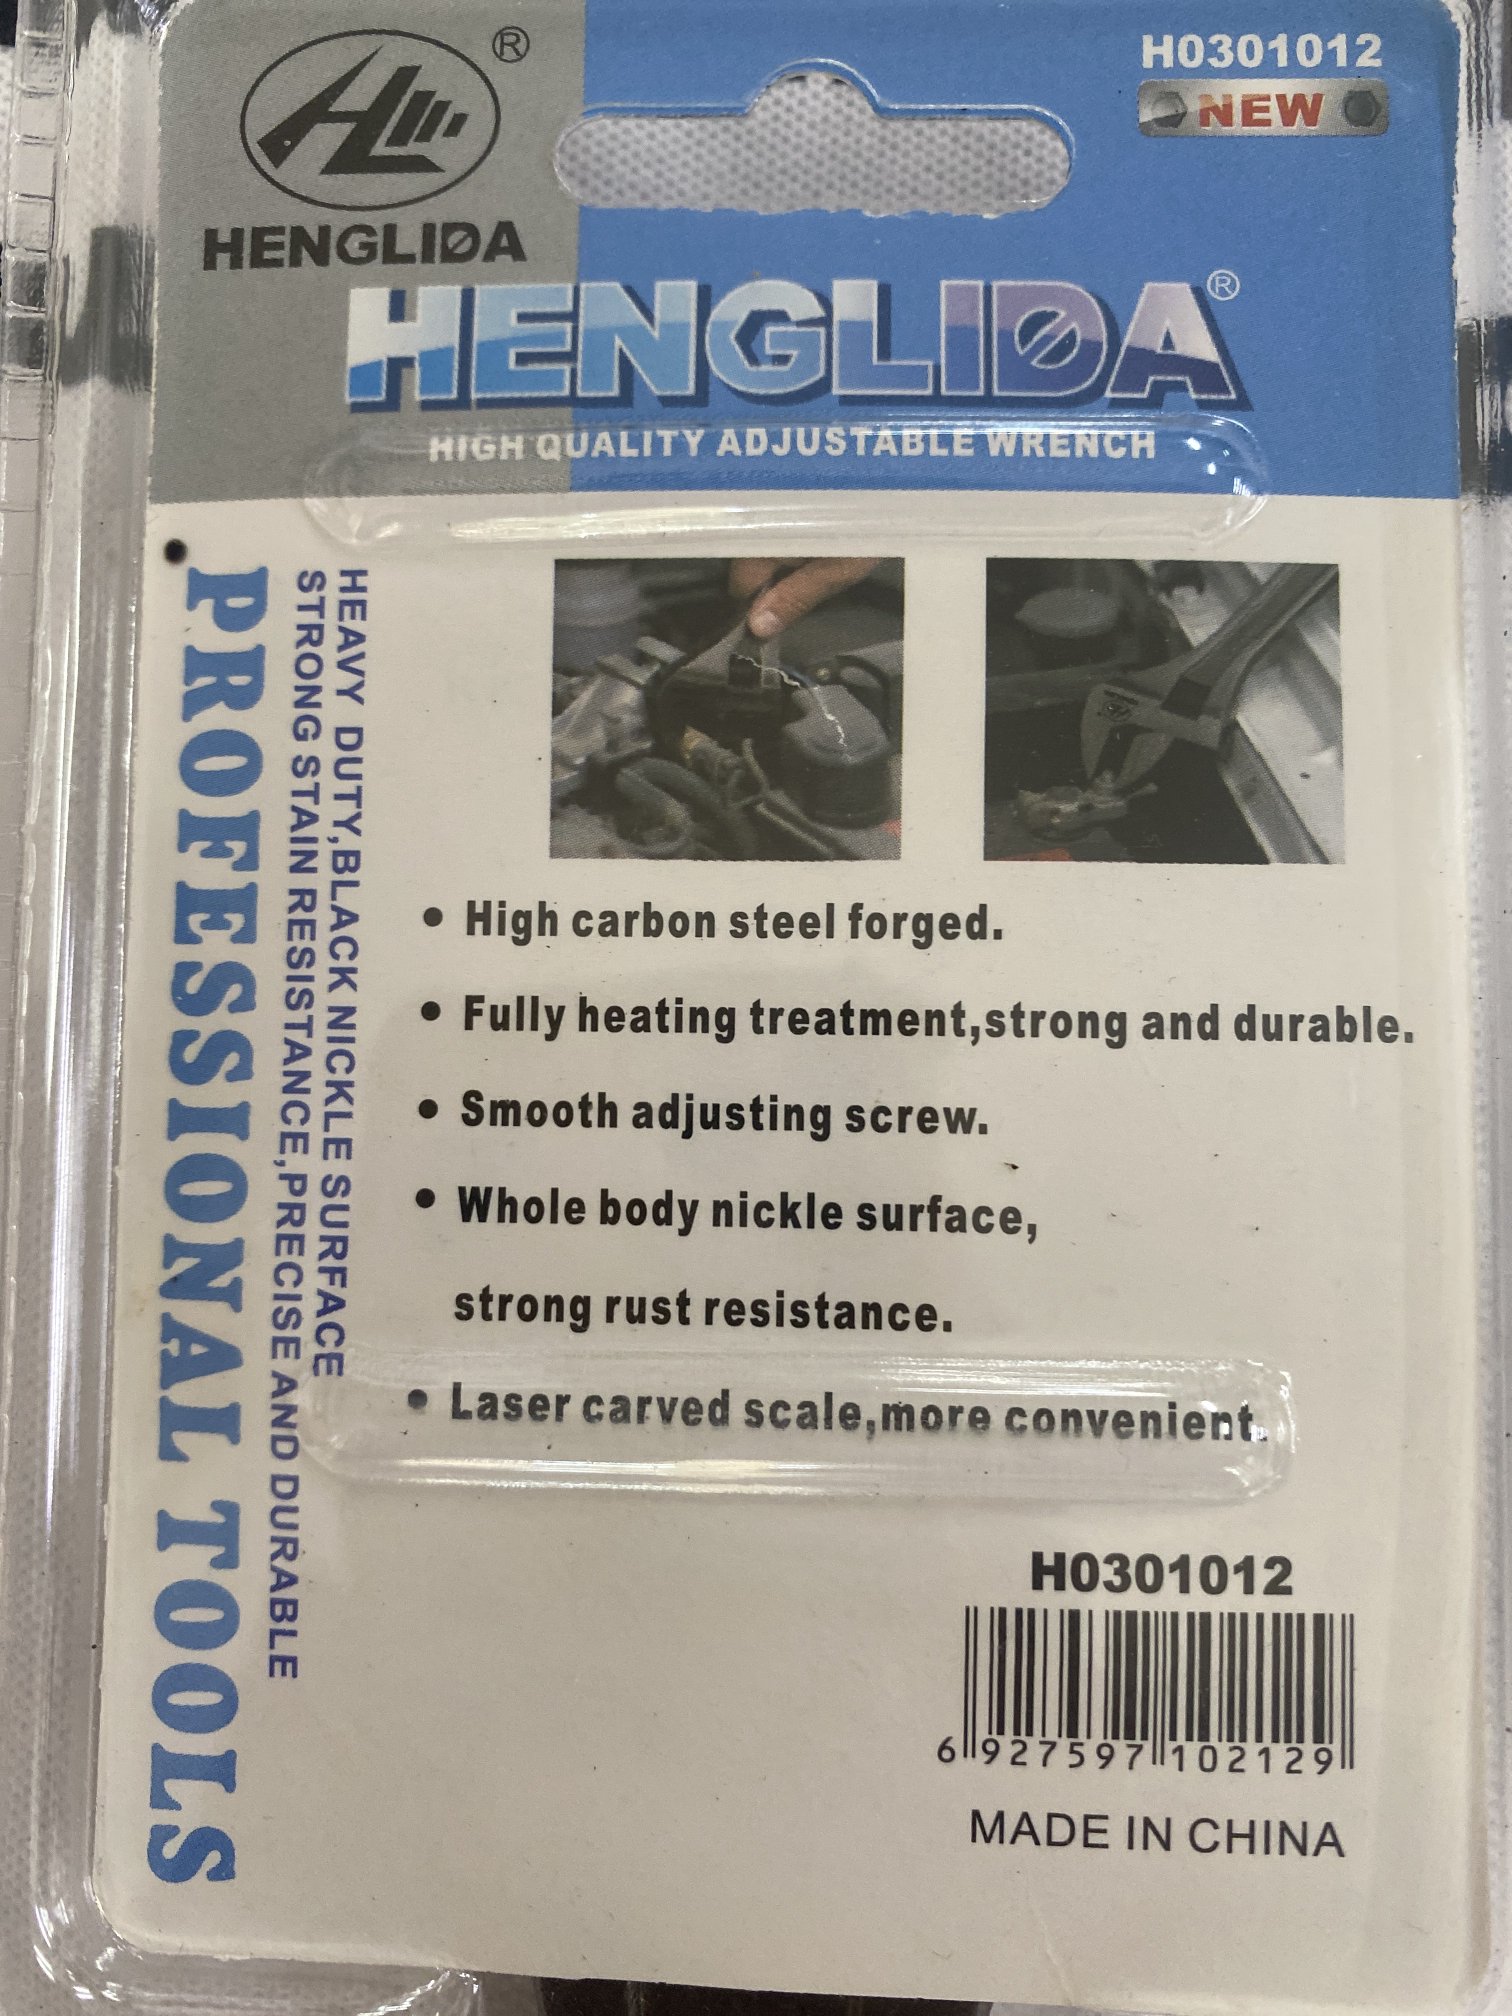 ®
HENGLIDA
H0301012
NEW
HENGLIDA®
HIGH QUALITY ADJUSTABLE WRENCH
PROFESSIONAL TOOLS
HEAVY DUTY,BLACK NICKLE SURFACE
STRONG STAIN RESISTANCE,PRECISE AND DURABLE
• High carbon steel forged.
• Fully heating treatment,strong and durable.
• Smooth adjusting screw.
• Whole body nickle surface,
strong rust resistance.
• Laser carved scale,more convenient.
H0301012
6 927597 102129
MADE IN CHINA